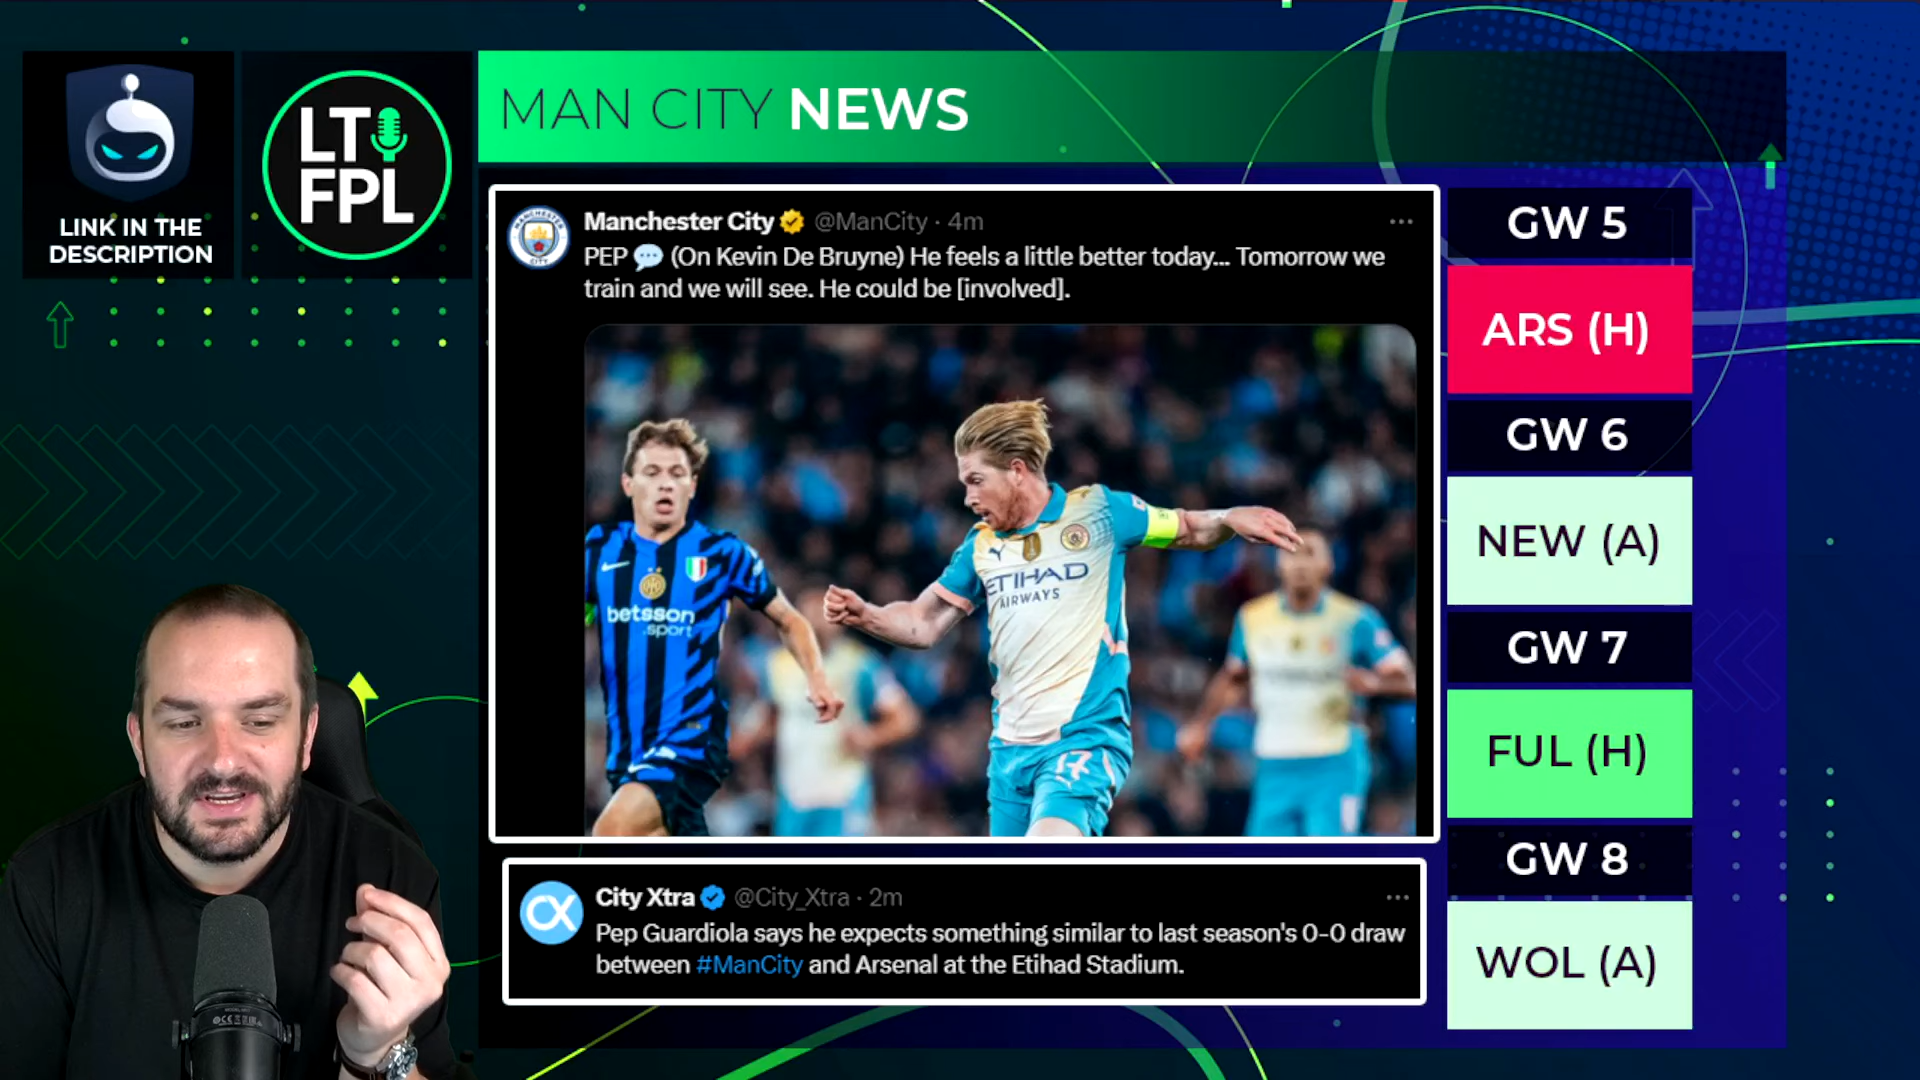 LINK IN THE
DESCRIPTION
LT
FPL
MAN CITY NEWS
Manchester City @ManCity · 4m
PEP 💬 (On Kevin De Bruyne) He feels a little better today... Tomorrow we
train and we will see. He could be [involved].
betsson
.sport
ETIHAD
AIRWAYS
17
City Xtra @City_Xtra · 2m
Pep Guardiola says he expects something similar to last season's 0-0 draw
between #ManCity and Arsenal at the Etihad Stadium.
GW 5
ARS (H)
GW 6
NEW (A)
GW 7
FUL (H)
GW 8
WOL (A)